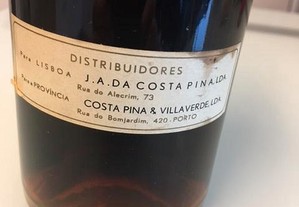 DISTRIBUIDORES
Para LISBOA
J.A. DA COSTA PINA, LDA.
Rua do Alecrim, 73
Para PROVÍNCIA
COSTA PINA & VILLAVERDE, LDA.
Rua do Bomjardim, 420 - PORTO